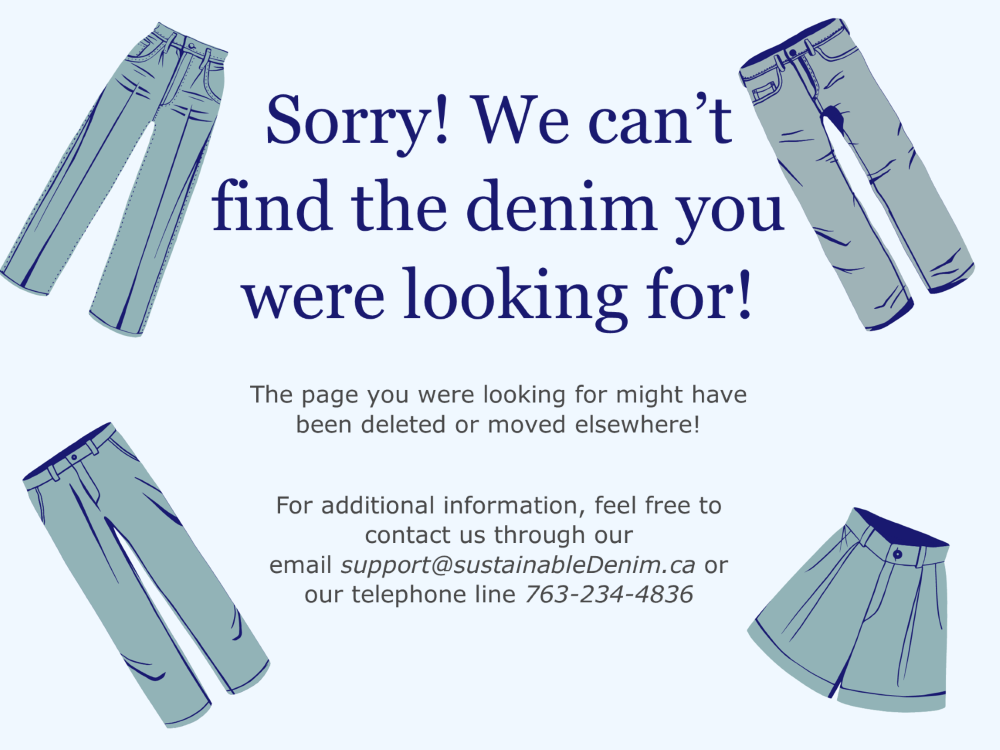 Sorry! We can’t
find the denim you
were looking for!
The page you were looking for might have
been deleted or moved elsewhere!
For additional information, feel free to
contact us through our
email support@sustainableDenim.ca or
our telephone line 763-234-4836